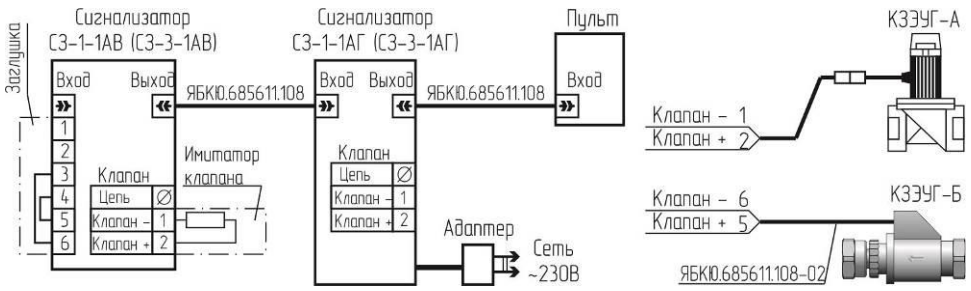 Заглушка
Сигнализатор
СЗ-1-1АВ (СЗ-3-1АВ)
Вход
Выход
1
2
3
4
5
6
Клапан
Цепь Ø
Клапан - 1
Клапан + 2
Имитатор
клапана
ЯБКЮ.685611.108
Сигнализатор
СЗ-1-1АГ (СЗ-3-1АГ)
Вход
Выход
Клапан
Цепь Ø
Клапан - 1
Клапан + 2
ЯБКЮ.685611.108
Адаптер
Сеть
~230В
Пульт
Вход
КЗЭУГ-А
Клапан - 1
Клапан + 2
КЗЭУГ-Б
Клапан - 6
Клапан + 5
ЯБКЮ.685611.108-02